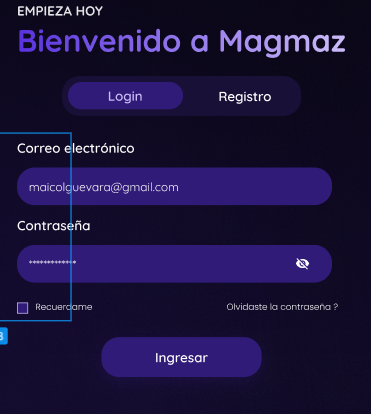 EMPIEZA HOY
Bienvenido a Magmaz
Login Registro
Correo electrónico
maicolguevara@gmail.com
Contraseña
*************
Recuerdame Olvidaste la contraseña ?
Ingresar